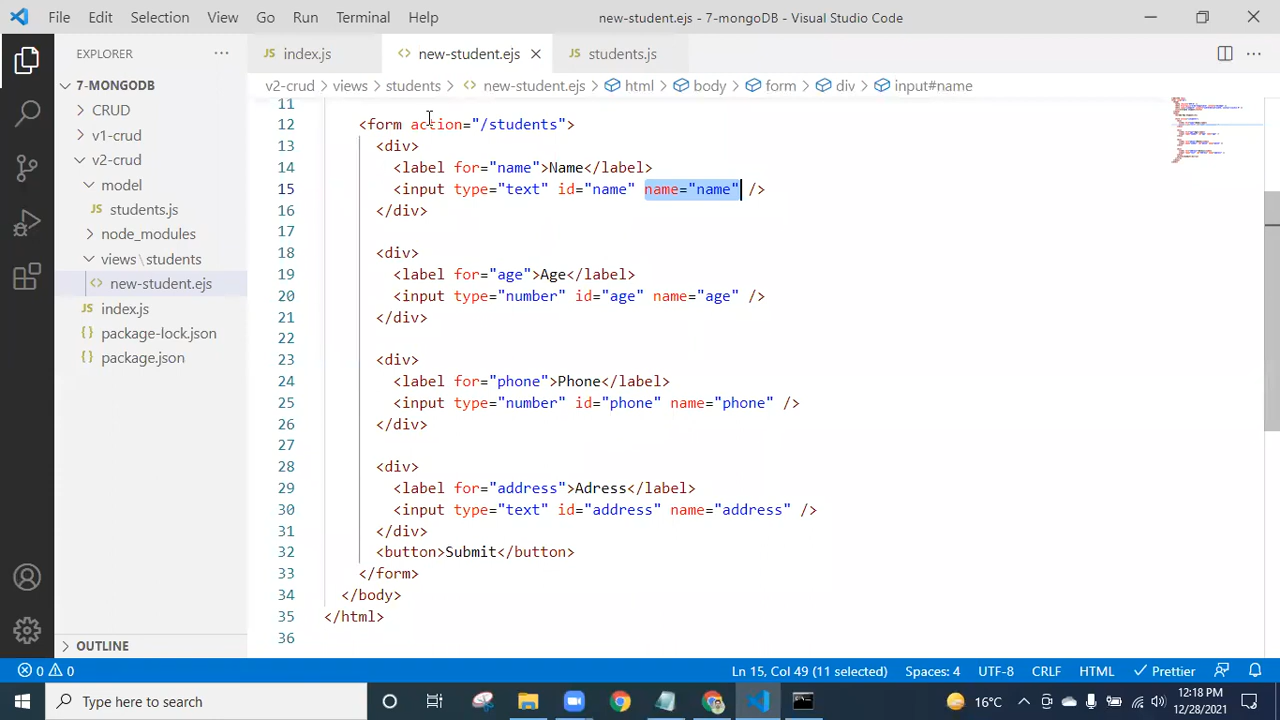 File Edit Selection View Go Run Terminal Help new-student.ejs - 7-mongoDB - Visual Studio Code
EXPLORER ··· index.js new-student.ejs students.js
7-MONGODB
CRUD
v1-crud
v2-crud
model
students.js
node_modules
views\students
new-student.ejs
index.js
package-lock.json
package.json
OUTLINE
v2-crud > views > students > new-student.ejs > html > body > form > div > input#name
11
12 <form action="/students">
13 <div>
14 <label for="name">Name</label>
15 <input type="text" id="name" name="name" />
16 </div>
17
18 <div>
19 <label for="age">Age</label>
20 <input type="number" id="age" name="age" />
21 </div>
22
23 <div>
24 <label for="phone">Phone</label>
25 <input type="number" id="phone" name="phone" />
26 </div>
27
28 <div>
29 <label for="address">Adress</label>
30 <input type="text" id="address" name="address" />
31 </div>
32 <button>Submit</button>
33 </form>
34 </body>
35 </html>
36
0 0 Ln 15, Col 49 (11 selected) Spaces: 4 UTF-8 CRLF HTML Prettier
Type here to search 16°C 12:18 PM
12/28/2021